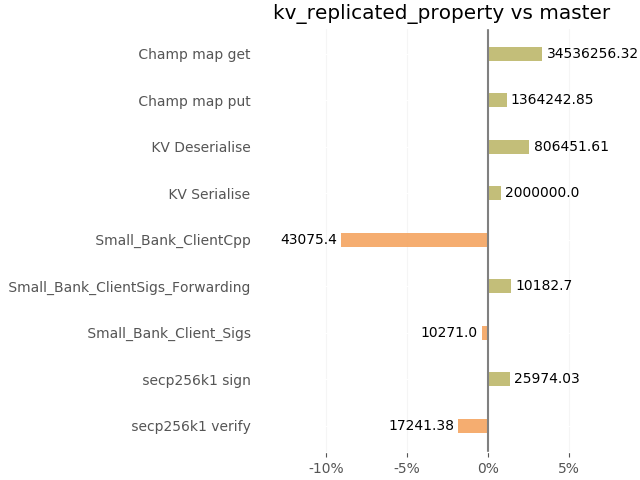 kv_replicated_property vs master
Champ map get 34536256.32
Champ map put 1364242.85
KV Deserialise 806451.61
KV Serialise 2000000.0
Small_Bank_ClientCpp 43075.4
Small_Bank_ClientSigs_Forwarding 10182.7
Small_Bank_Client_Sigs 10271.0
secp256k1 sign 25974.03
secp256k1 verify 17241.38
-10% -5% 0% 5%